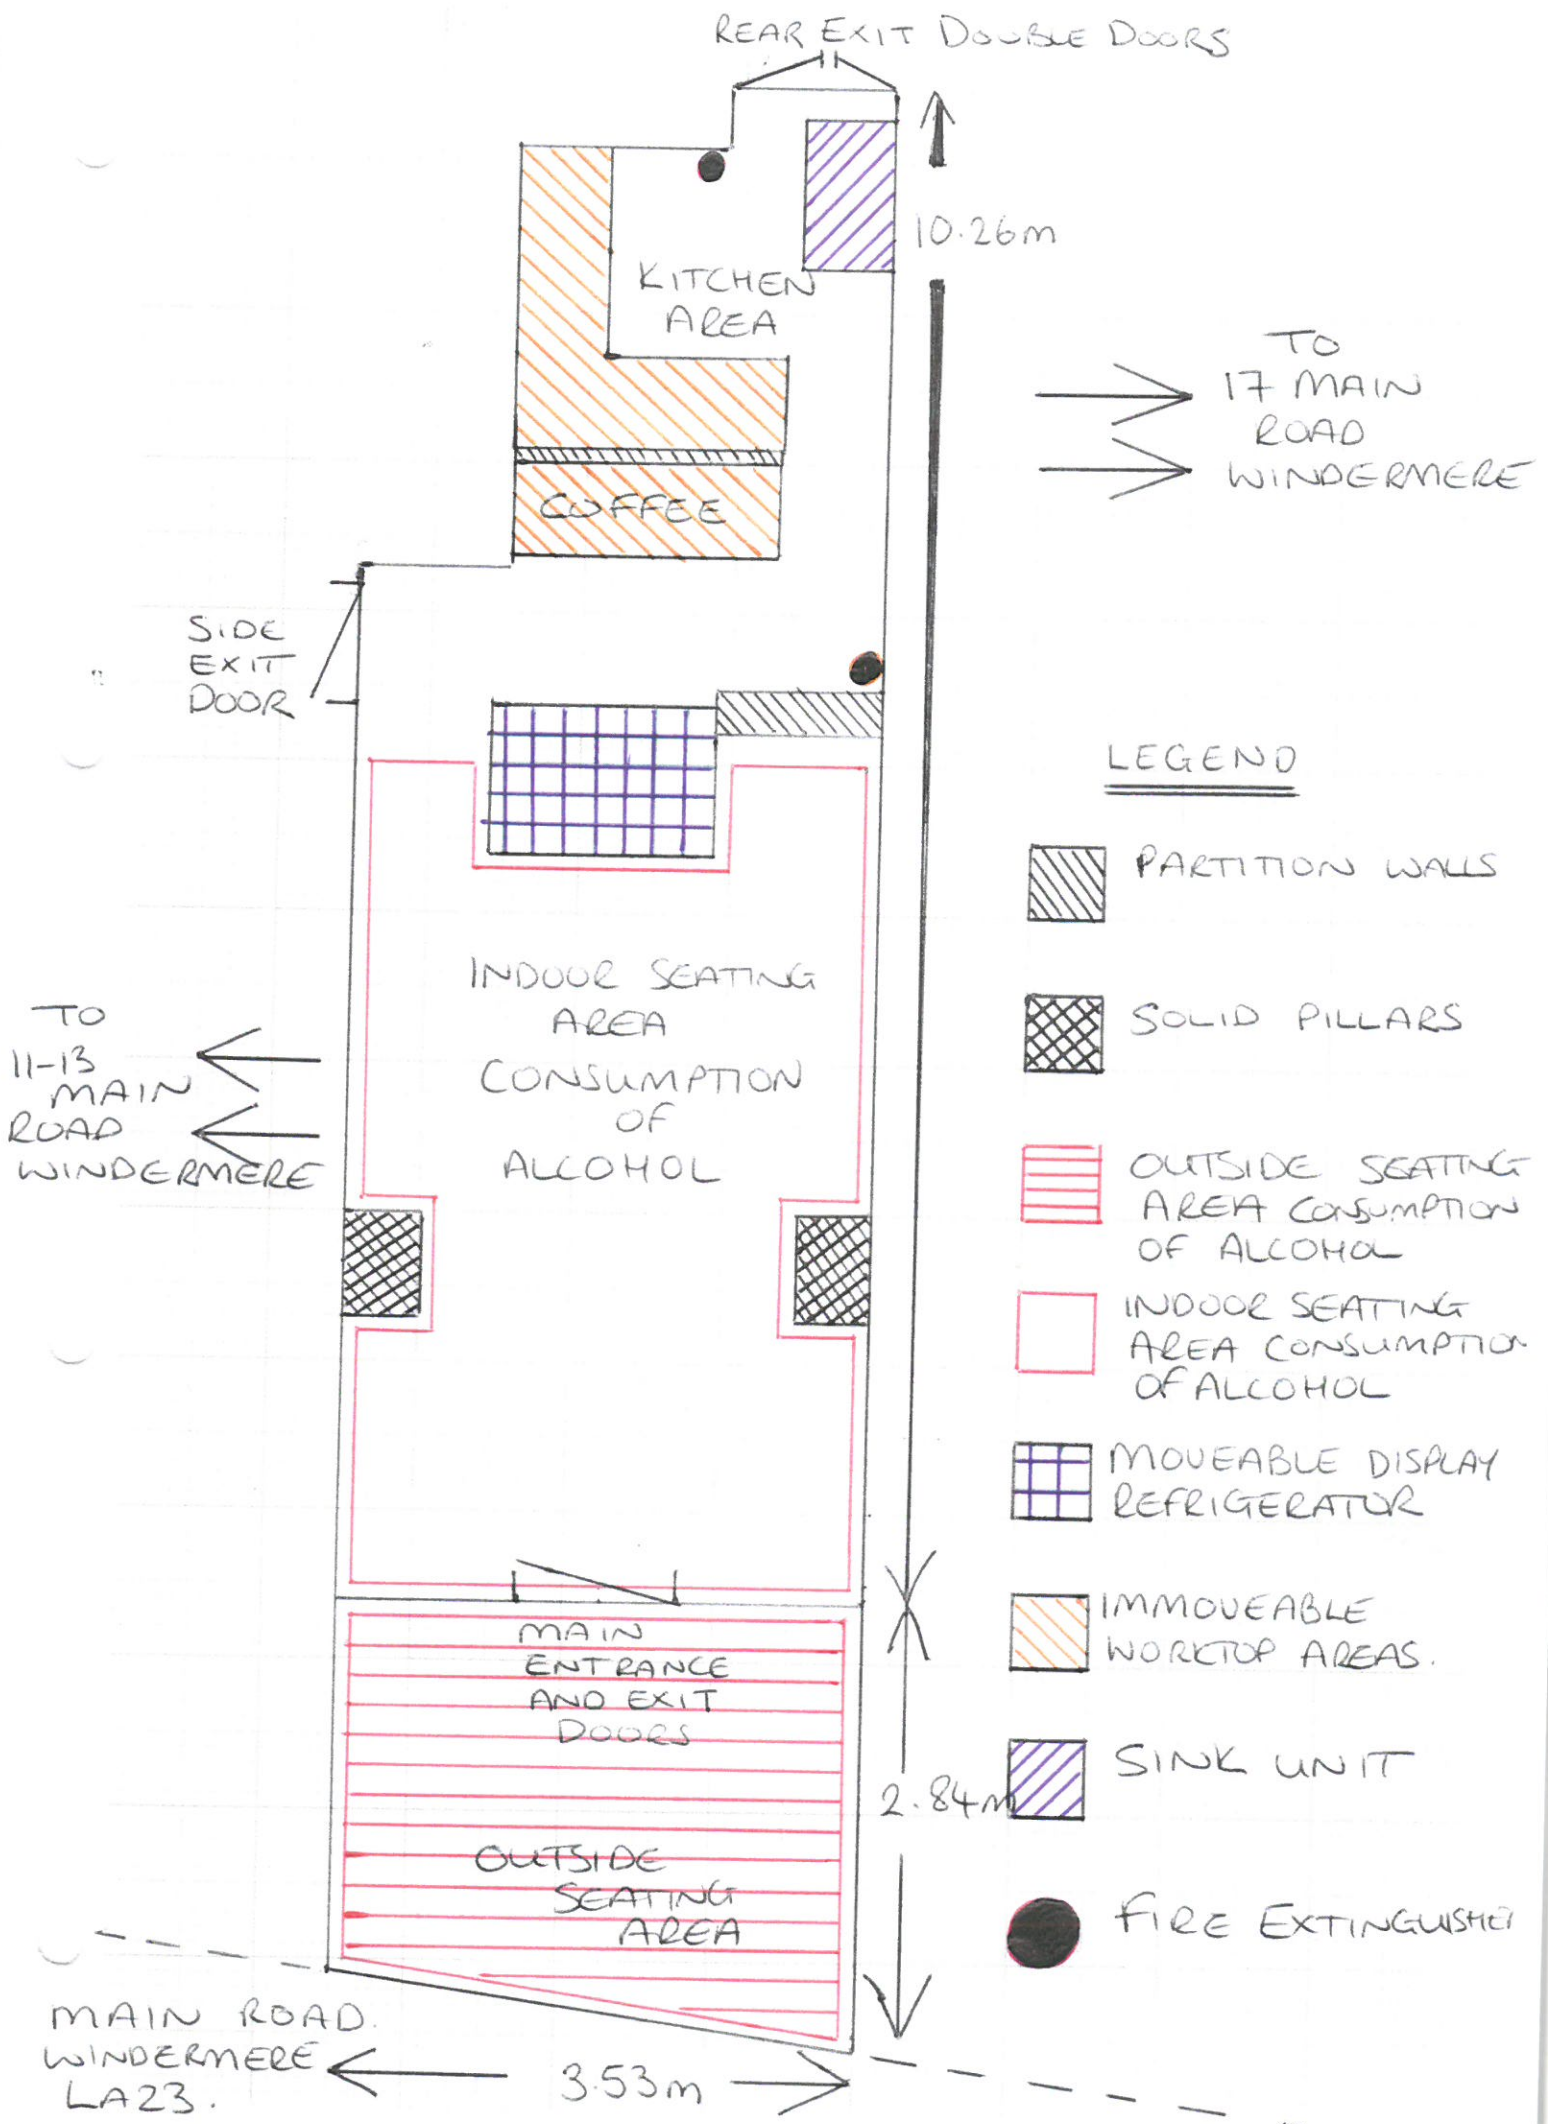 REAR EXIT DOUBLE DOORS
10.26m
KITCHEN
AREA
TO
17 MAIN
ROAD
WINDERMERE
COFFEE
SIDE
EXIT
DOOR
LEGEND
PARTITION WALLS
SOLID PILLARS
OUTSIDE SEATING
AREA CONSUMPTION
OF ALCOHOL
INDOOR SEATING
AREA CONSUMPTION
OF ALCOHOL
MOVEABLE DISPLAY
REFRIGERATOR
IMMOVEABLE
WORKTOP AREAS.
SINK UNIT
FIRE EXTINGUISHER
INDOOR SEATING
AREA
CONSUMPTION
OF
ALCOHOL
TO
11-13
MAIN
ROAD
WINDERMERE
MAIN
ENTRANCE
AND EXIT
DOORS
2.84m
OUTSIDE
SEATING
AREA
MAIN ROAD.
WINDERMERE
LA23.
3.53m